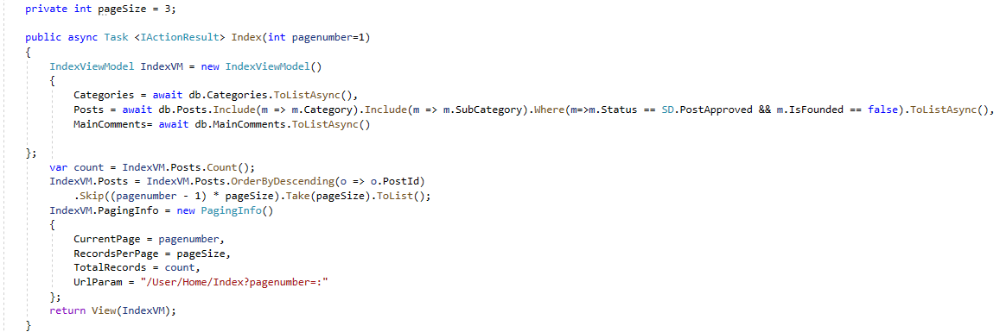 private int pageSize = 3;
public async Task <IActionResult> Index(int pagenumber=1)
{
IndexViewModel IndexVM = new IndexViewModel()
{
Categories = await db.Categories.ToListAsync(),
Posts = await db.Posts.Include(m => m.Category).Include(m => m.SubCategory).Where(m=>m.Status == SD.PostApproved && m.IsFounded == false).ToListAsync(),
MainComments= await db.MainComments.ToListAsync()
};
var count = IndexVM.Posts.Count();
IndexVM.Posts = IndexVM.Posts.OrderByDescending(o => o.PostId)
.Skip((pagenumber - 1) * pageSize).Take(pageSize).ToList();
IndexVM.PagingInfo = new PagingInfo()
{
CurrentPage = pagenumber,
RecordsPerPage = pageSize,
TotalRecords = count,
UrlParam = "/User/Home/Index?pagenumber=:"
};
return View(IndexVM);
}